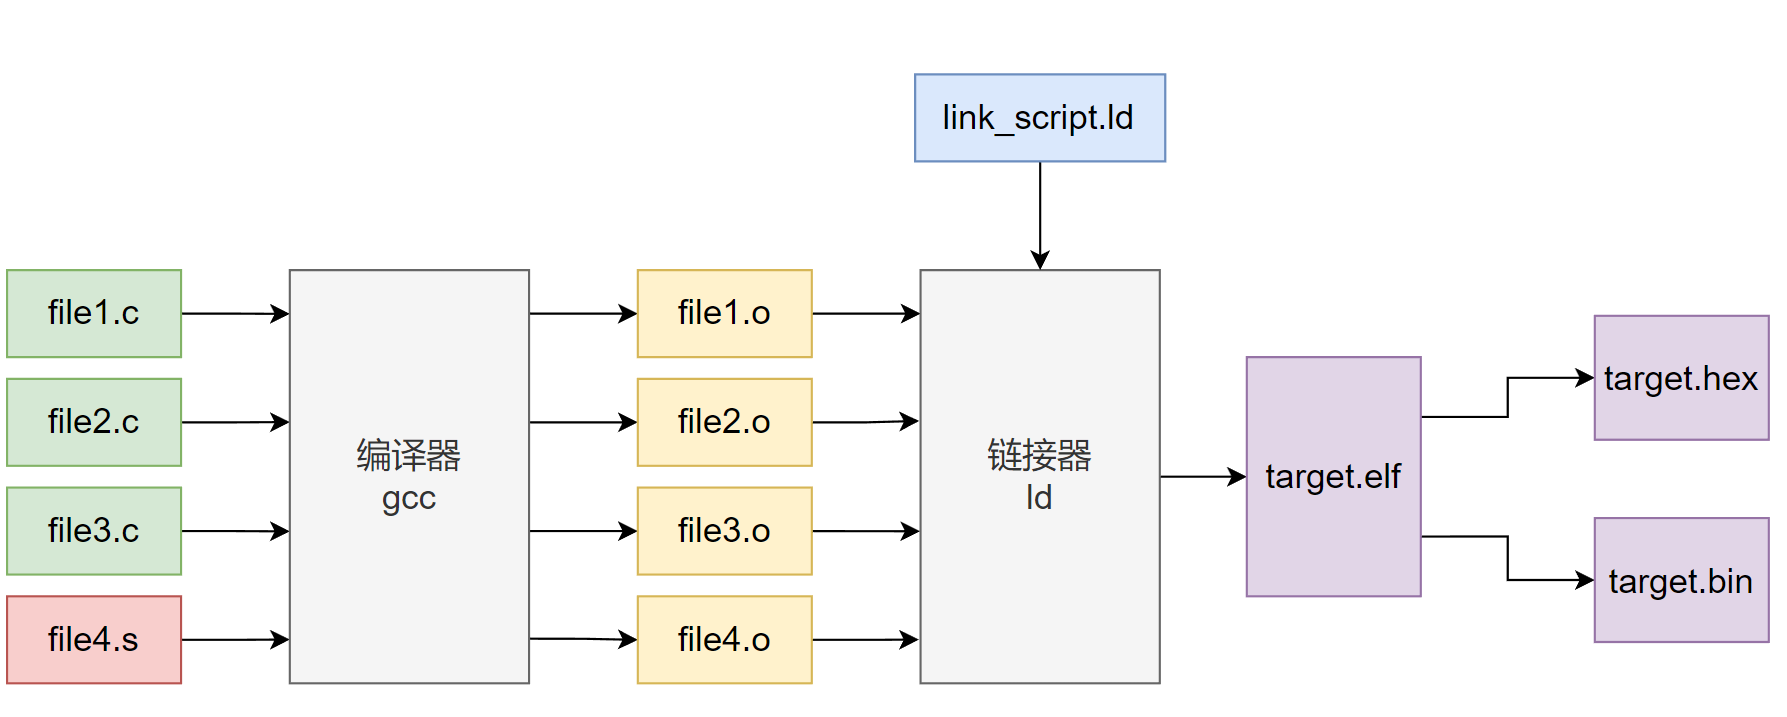 link_script.ld
file1.c
file2.c
file3.c
file4.s
编译器
gcc
file1.o
file2.o
file3.o
file4.o
链接器
ld
target.elf
target.hex
target.bin